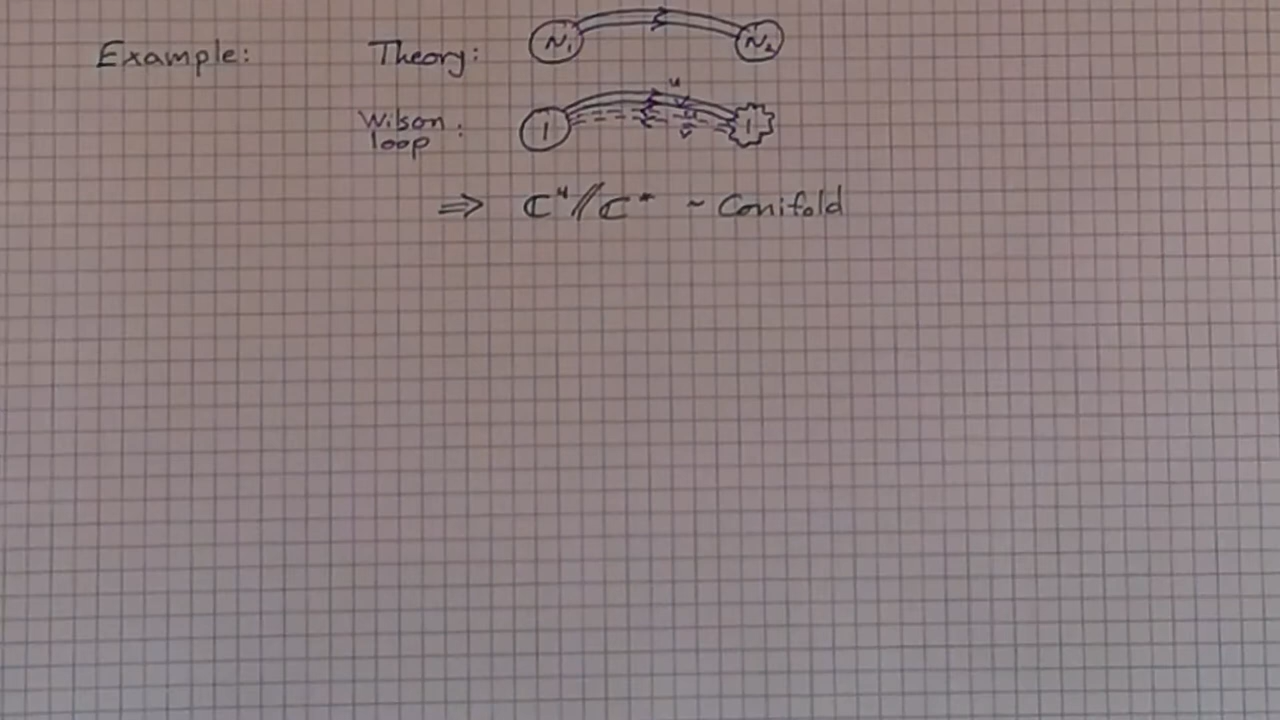 Example: Theory: N₁ N₂
Wilson loop: 1 u v u v 1
⇒ ℂ⁴//ℂ* ~ Conifold